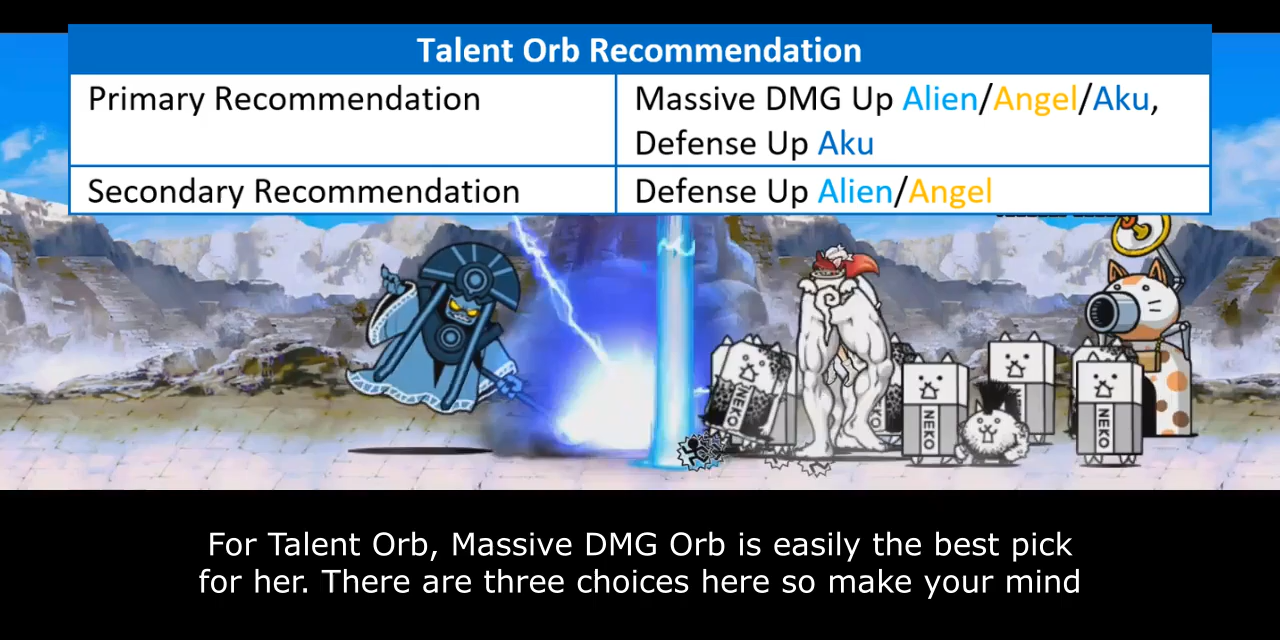 Talent Orb Recommendation
Primary Recommendation
Massive DMG Up Alien/Angel/Aku,
Defense Up Aku
Secondary Recommendation
Defense Up Alien/Angel
NEKO
NEKO
NEKO
For Talent Orb, Massive DMG Orb is easily the best pick
for her. There are three choices here so make your mind